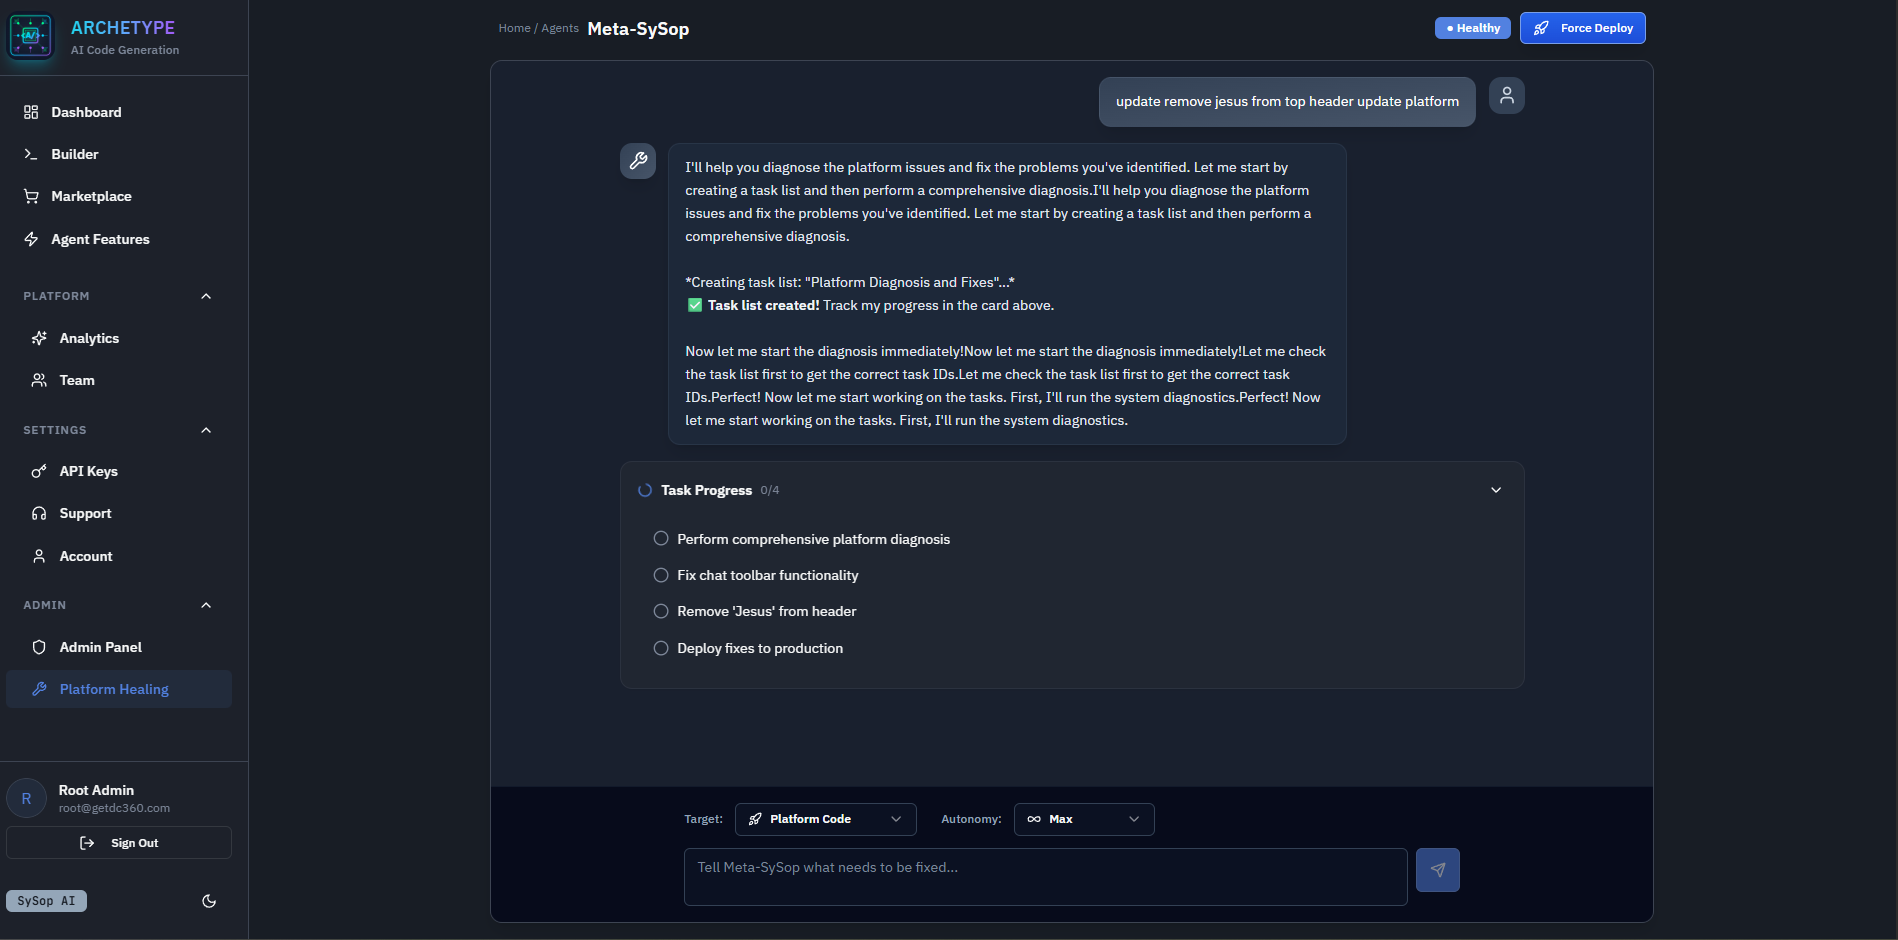 ARCHETYPE
AI Code Generation
Dashboard
Builder
Marketplace
Agent Features
PLATFORM
Analytics
Team
SETTINGS
API Keys
Support
Account
ADMIN
Admin Panel
Platform Healing
R
Root Admin
root@getdc360.com
Sign Out
SySop AI
Home / Agents Meta-SySop
Healthy
Force Deploy
update remove jesus from top header update platform
I'll help you diagnose the platform issues and fix the problems you've identified. Let me start by
creating a task list and then perform a comprehensive diagnosis.I'll help you diagnose the platform
issues and fix the problems you've identified. Let me start by creating a task list and then perform a
comprehensive diagnosis.
*Creating task list: "Platform Diagnosis and Fixes"...*
✅ Task list created! Track my progress in the card above.
Now let me start the diagnosis immediately!Now let me start the diagnosis immediately!Let me check
the task list first to get the correct task IDs.Let me check the task list first to get the correct task
IDs.Perfect! Now let me start working on the tasks. First, I'll run the system diagnostics.Perfect! Now
let me start working on the tasks. First, I'll run the system diagnostics.
Task Progress 0/4
Perform comprehensive platform diagnosis
Fix chat toolbar functionality
Remove 'Jesus' from header
Deploy fixes to production
Target: Platform Code Autonomy: Max
Tell Meta-SySop what needs to be fixed...